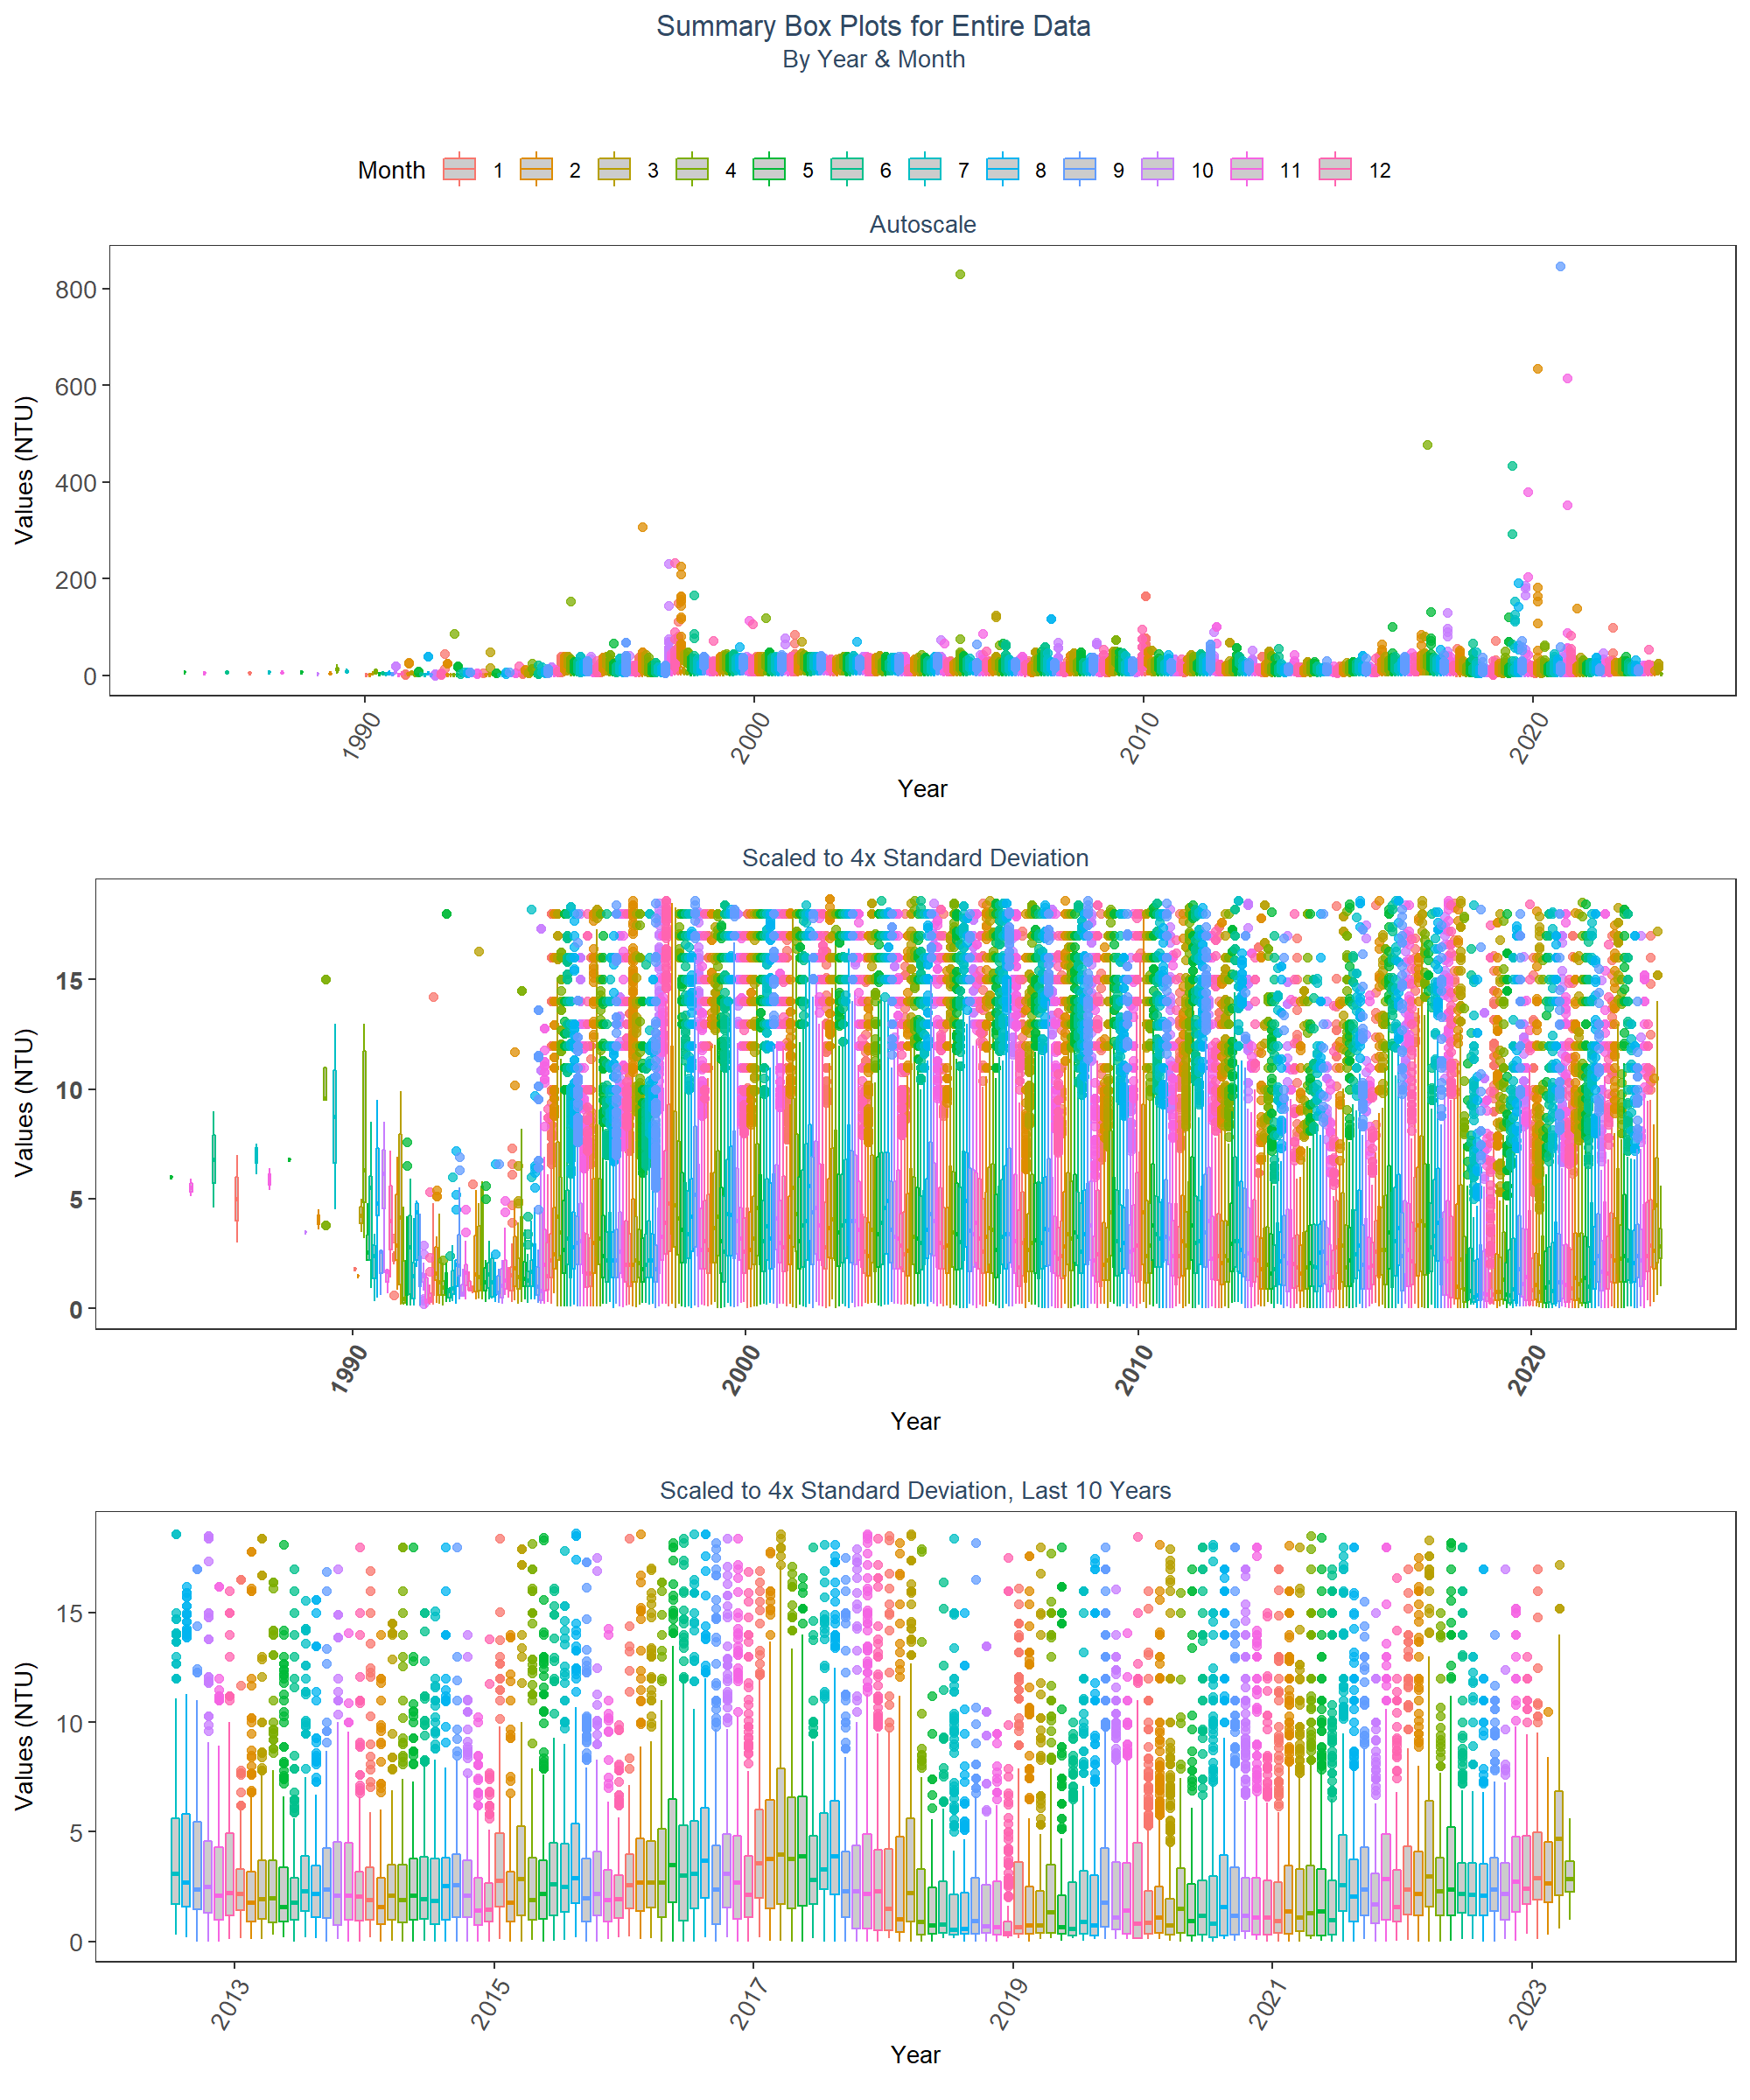 Summary Box Plots for Entire Data
By Year & Month
Month 1 2 3 4 5 6 7 8 9 10 11 12
Autoscale
Values (NTU)
800
600
400
200
0
1990 2000 2010 2020
Year
Scaled to 4x Standard Deviation
Values (NTU)
15
10
5
0
1990 2000 2010 2020
Year
Scaled to 4x Standard Deviation, Last 10 Years
Values (NTU)
15
10
5
0
2013 2015 2017 2019 2021 2023
Year